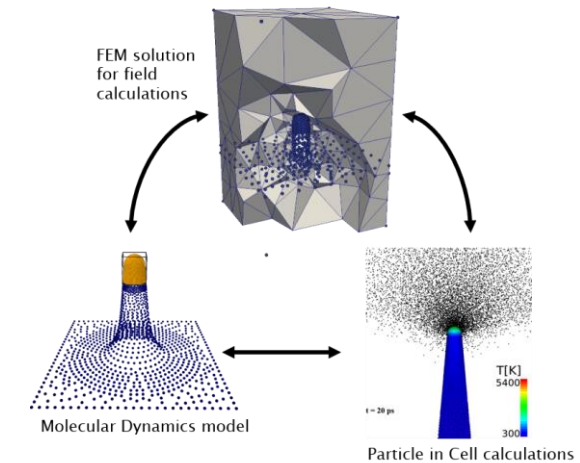 FEM solution
for field
calculations
T[K]
5400
t = 20 ps
300
Molecular Dynamics model
Particle in Cell calculations